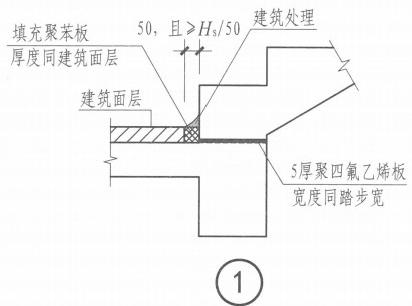 50，且≥Hs/50
建筑处理
填充聚苯板
厚度同建筑面层
建筑面层
5厚聚四氟乙烯板
宽度同踏步宽
1